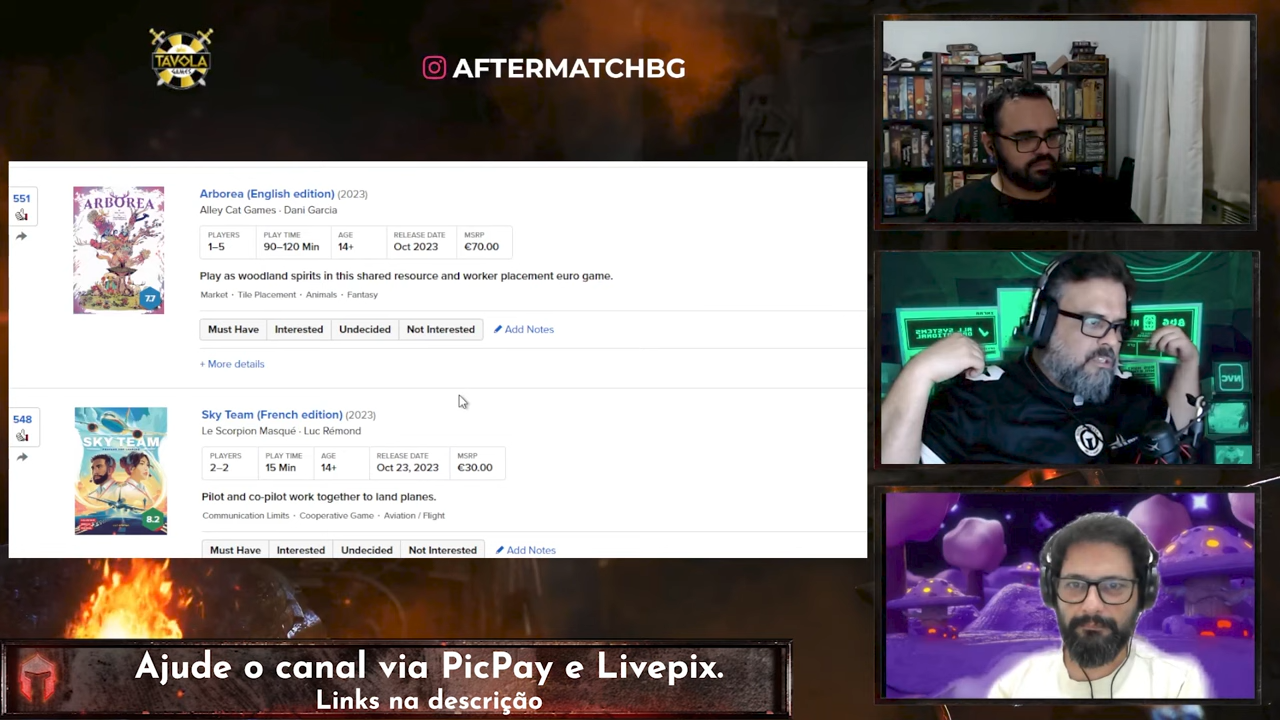 TAVOLA
GAMES
AFTERMATCHBG
551
ARBOREA
7.7
Arborea (English edition) (2023)
Alley Cat Games · Dani Garcia
PLAYERS PLAY TIME AGE RELEASE DATE MSRP
1–5 90–120 Min 14+ Oct 2023 €70.00
Play as woodland spirits in this shared resource and worker placement euro game.
Market · Tile Placement · Animals · Fantasy
Must Have Interested Undecided Not Interested Add Notes
+ More details
548
SKY TEAM
8.2
Sky Team (French edition) (2023)
Le Scorpion Masqué · Luc Rémond
PLAYERS PLAY TIME AGE RELEASE DATE MSRP
2–2 15 Min 14+ Oct 23, 2023 €30.00
Pilot and co-pilot work together to land planes.
Communication Limits · Cooperative Game · Aviation / Flight
Must Have Interested Undecided Not Interested Add Notes
ALL SYSTEMS
OPERATIONAL
NVC
Ajude o canal via PicPay e Livepix.
Links na descrição